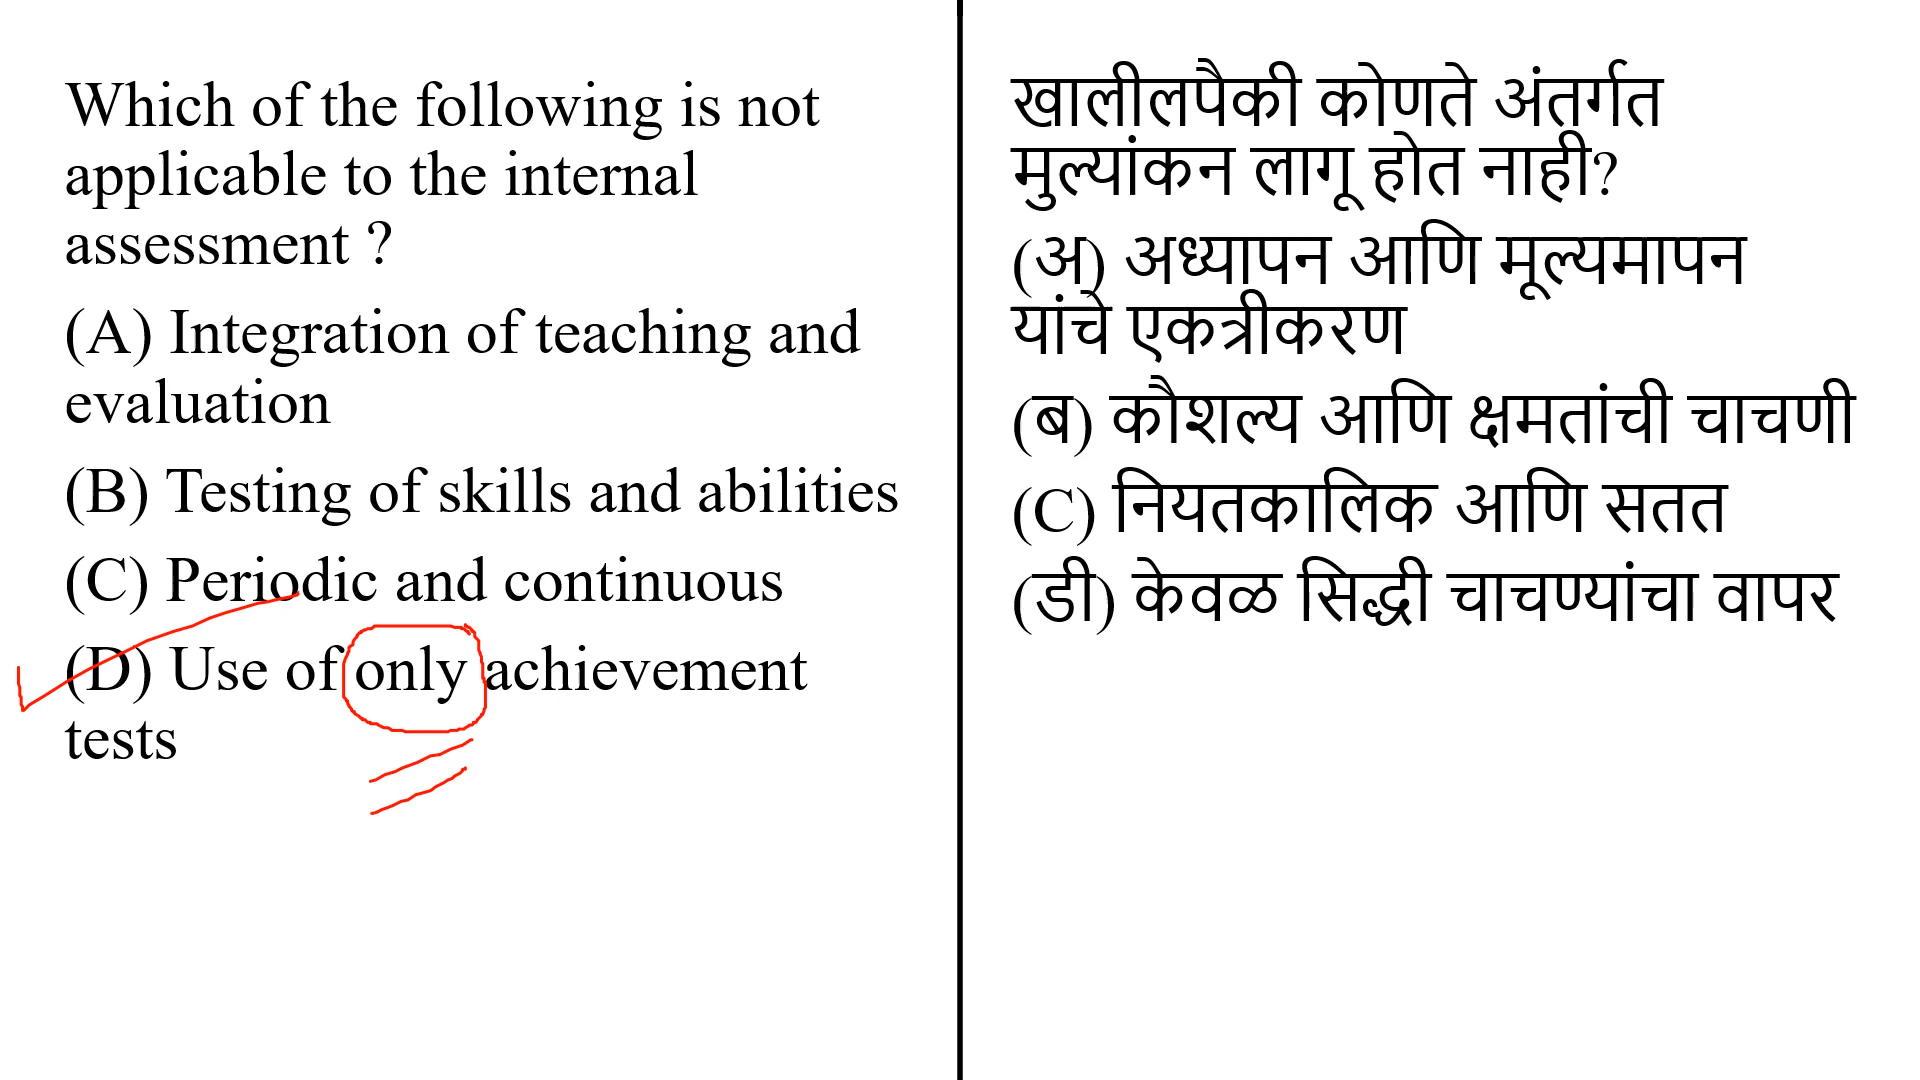 Which of the following is not
applicable to the internal
assessment ?
(A) Integration of teaching and
evaluation
(B) Testing of skills and abilities
(C) Periodic and continuous
(D) Use of only achievement
tests
खालीलपैकी कोणते अंतर्गत
मुल्यांकन लागू होत नाही?
(अ) अध्यापन आणि मूल्यमापन
यांचे एकत्रीकरण
(ब) कौशल्य आणि क्षमतांची चाचणी
(C) नियतकालिक आणि सतत
(डी) केवळ सिद्धी चाचण्यांचा वापर